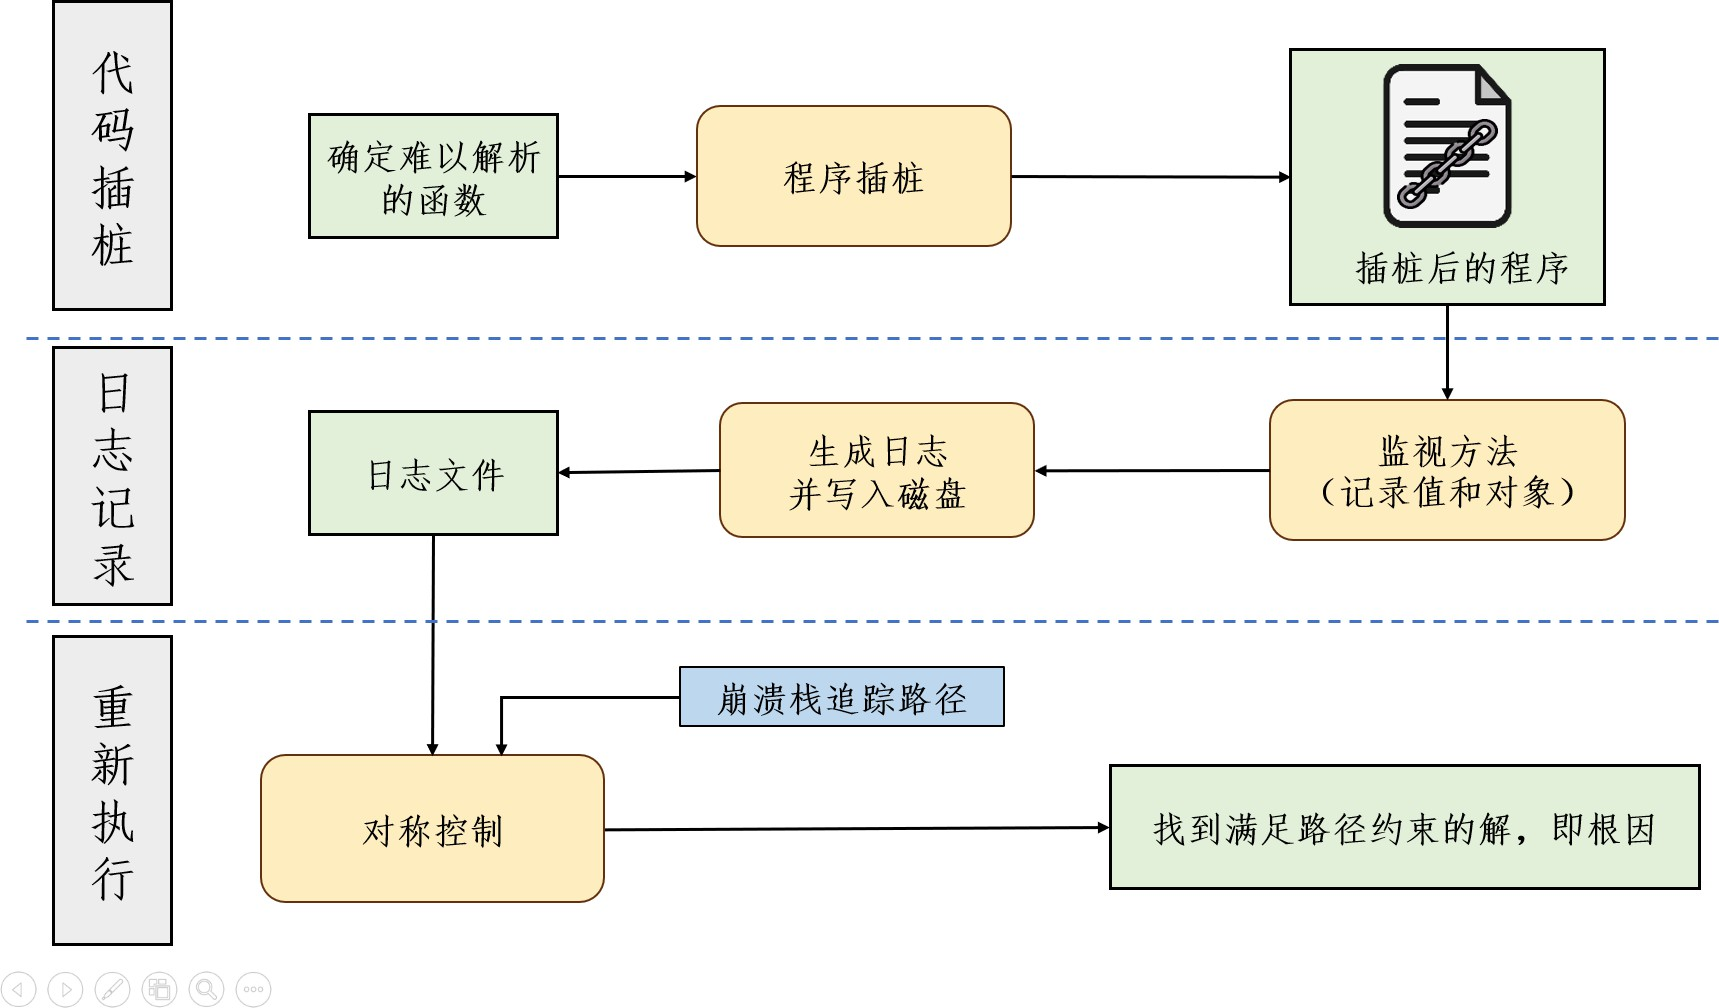 代码插桩
确定难以解析
的函数
程序插桩
插桩后的程序
日志记录
日志文件
生成日志
并写入磁盘
监视方法
（记录值和对象）
重新执行
崩溃栈追踪路径
对称控制
找到满足路径约束的解，即根因